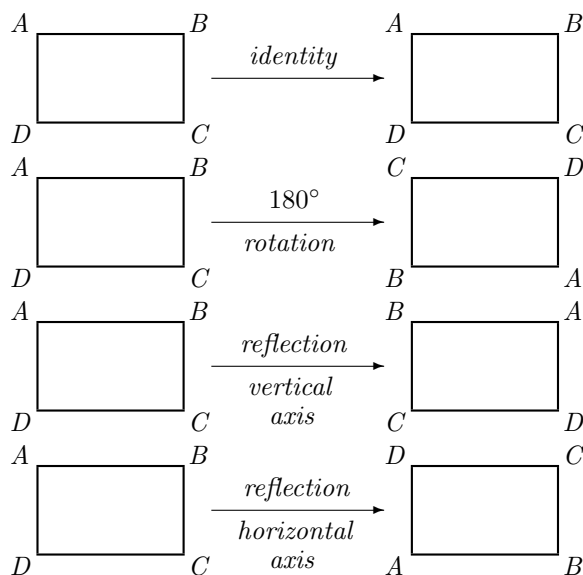 A B A B
identity
D C D C
A B C D
180°
rotation
D C B A
A B B A
reflection
vertical
D C C D
axis
A B D C
reflection
horizontal
D C A B
axis